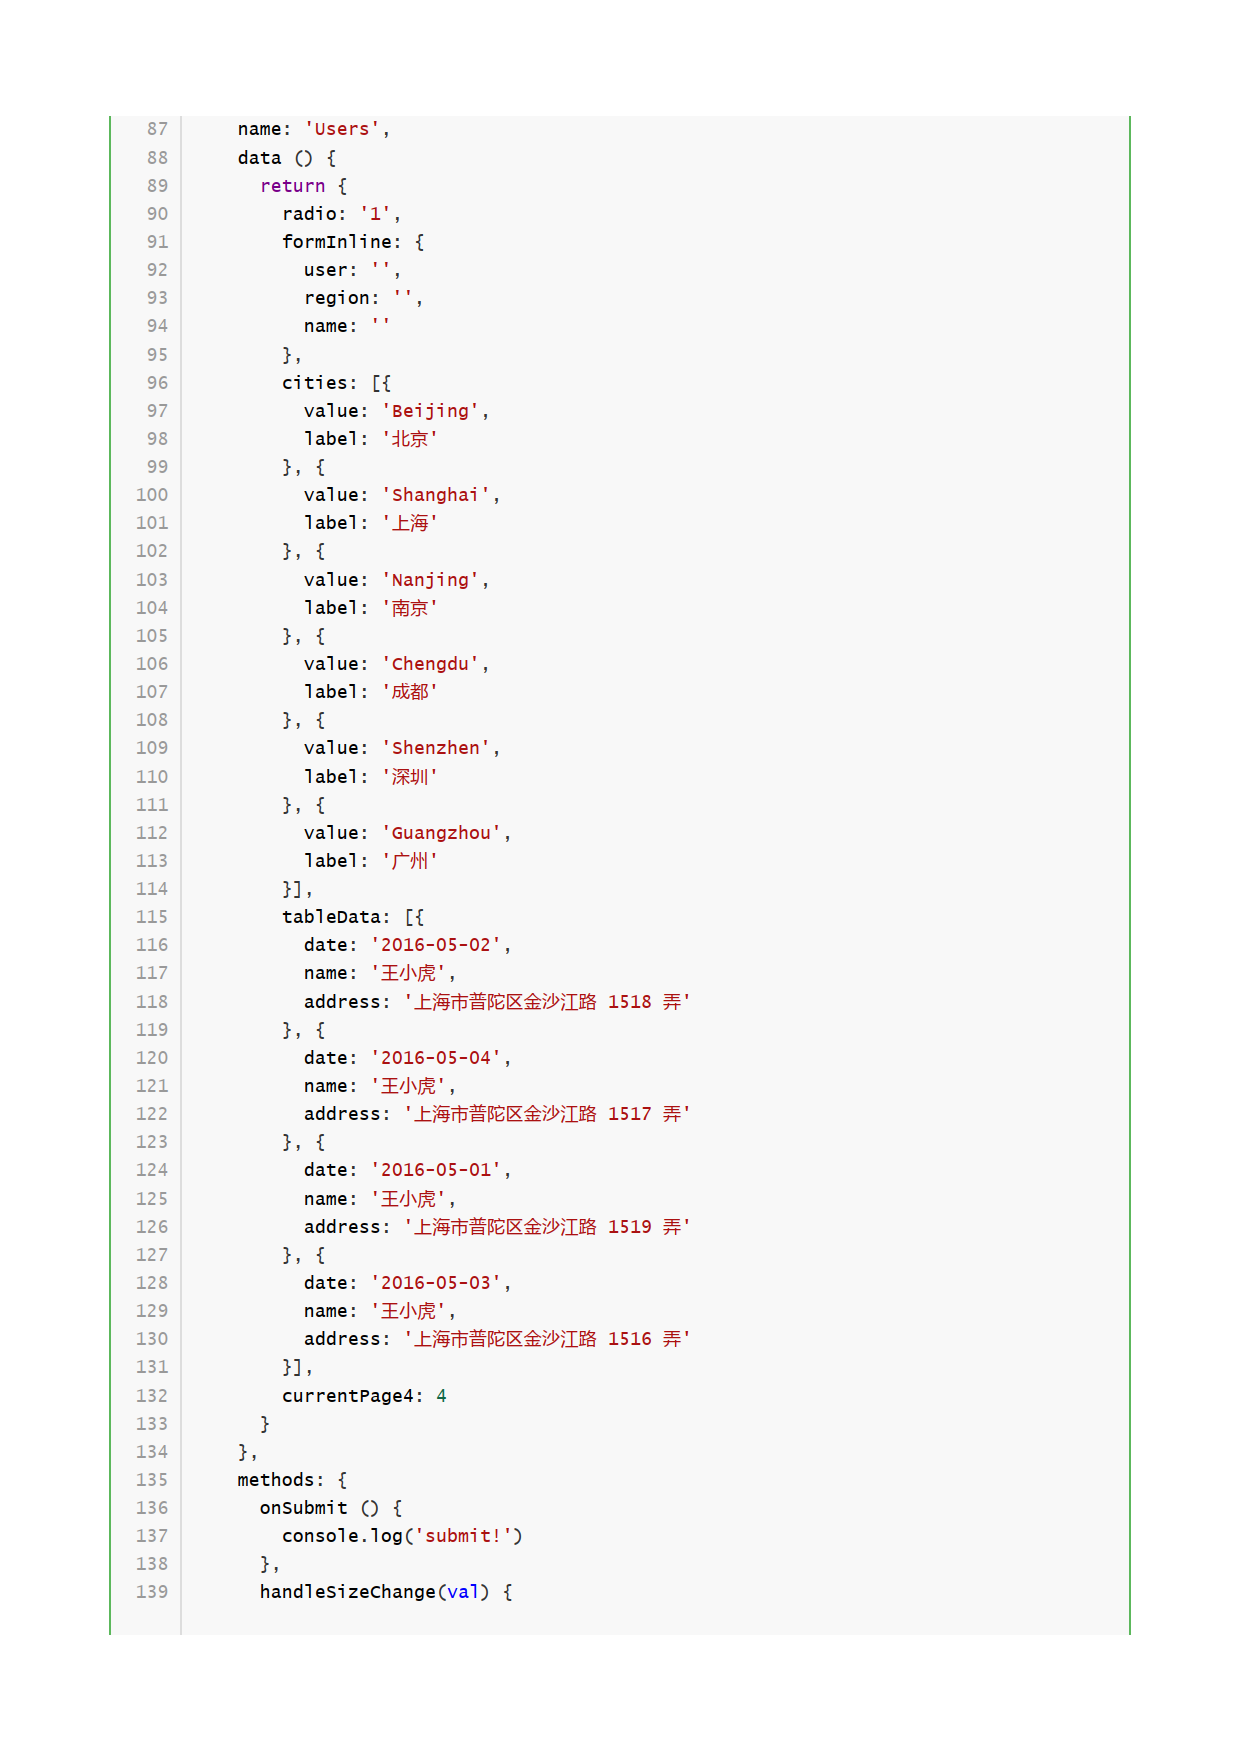 87 name: 'Users',
88 data () {
89 return {
90 radio: '1',
91 formInline: {
92 user: '',
93 region: '',
94 name: ''
95 },
96 cities: [{
97 value: 'Beijing',
98 label: '北京'
99 }, {
100 value: 'Shanghai',
101 label: '上海'
102 }, {
103 value: 'Nanjing',
104 label: '南京'
105 }, {
106 value: 'Chengdu',
107 label: '成都'
108 }, {
109 value: 'Shenzhen',
110 label: '深圳'
111 }, {
112 value: 'Guangzhou',
113 label: '广州'
114 }],
115 tableData: [{
116 date: '2016-05-02',
117 name: '王小虎',
118 address: '上海市普陀区金沙江路 1518 弄'
119 }, {
120 date: '2016-05-04',
121 name: '王小虎',
122 address: '上海市普陀区金沙江路 1517 弄'
123 }, {
124 date: '2016-05-01',
125 name: '王小虎',
126 address: '上海市普陀区金沙江路 1519 弄'
127 }, {
128 date: '2016-05-03',
129 name: '王小虎',
130 address: '上海市普陀区金沙江路 1516 弄'
131 }],
132 currentPage4: 4
133 }
134 },
135 methods: {
136 onSubmit () {
137 console.log('submit!')
138 },
139 handleSizeChange(val) {